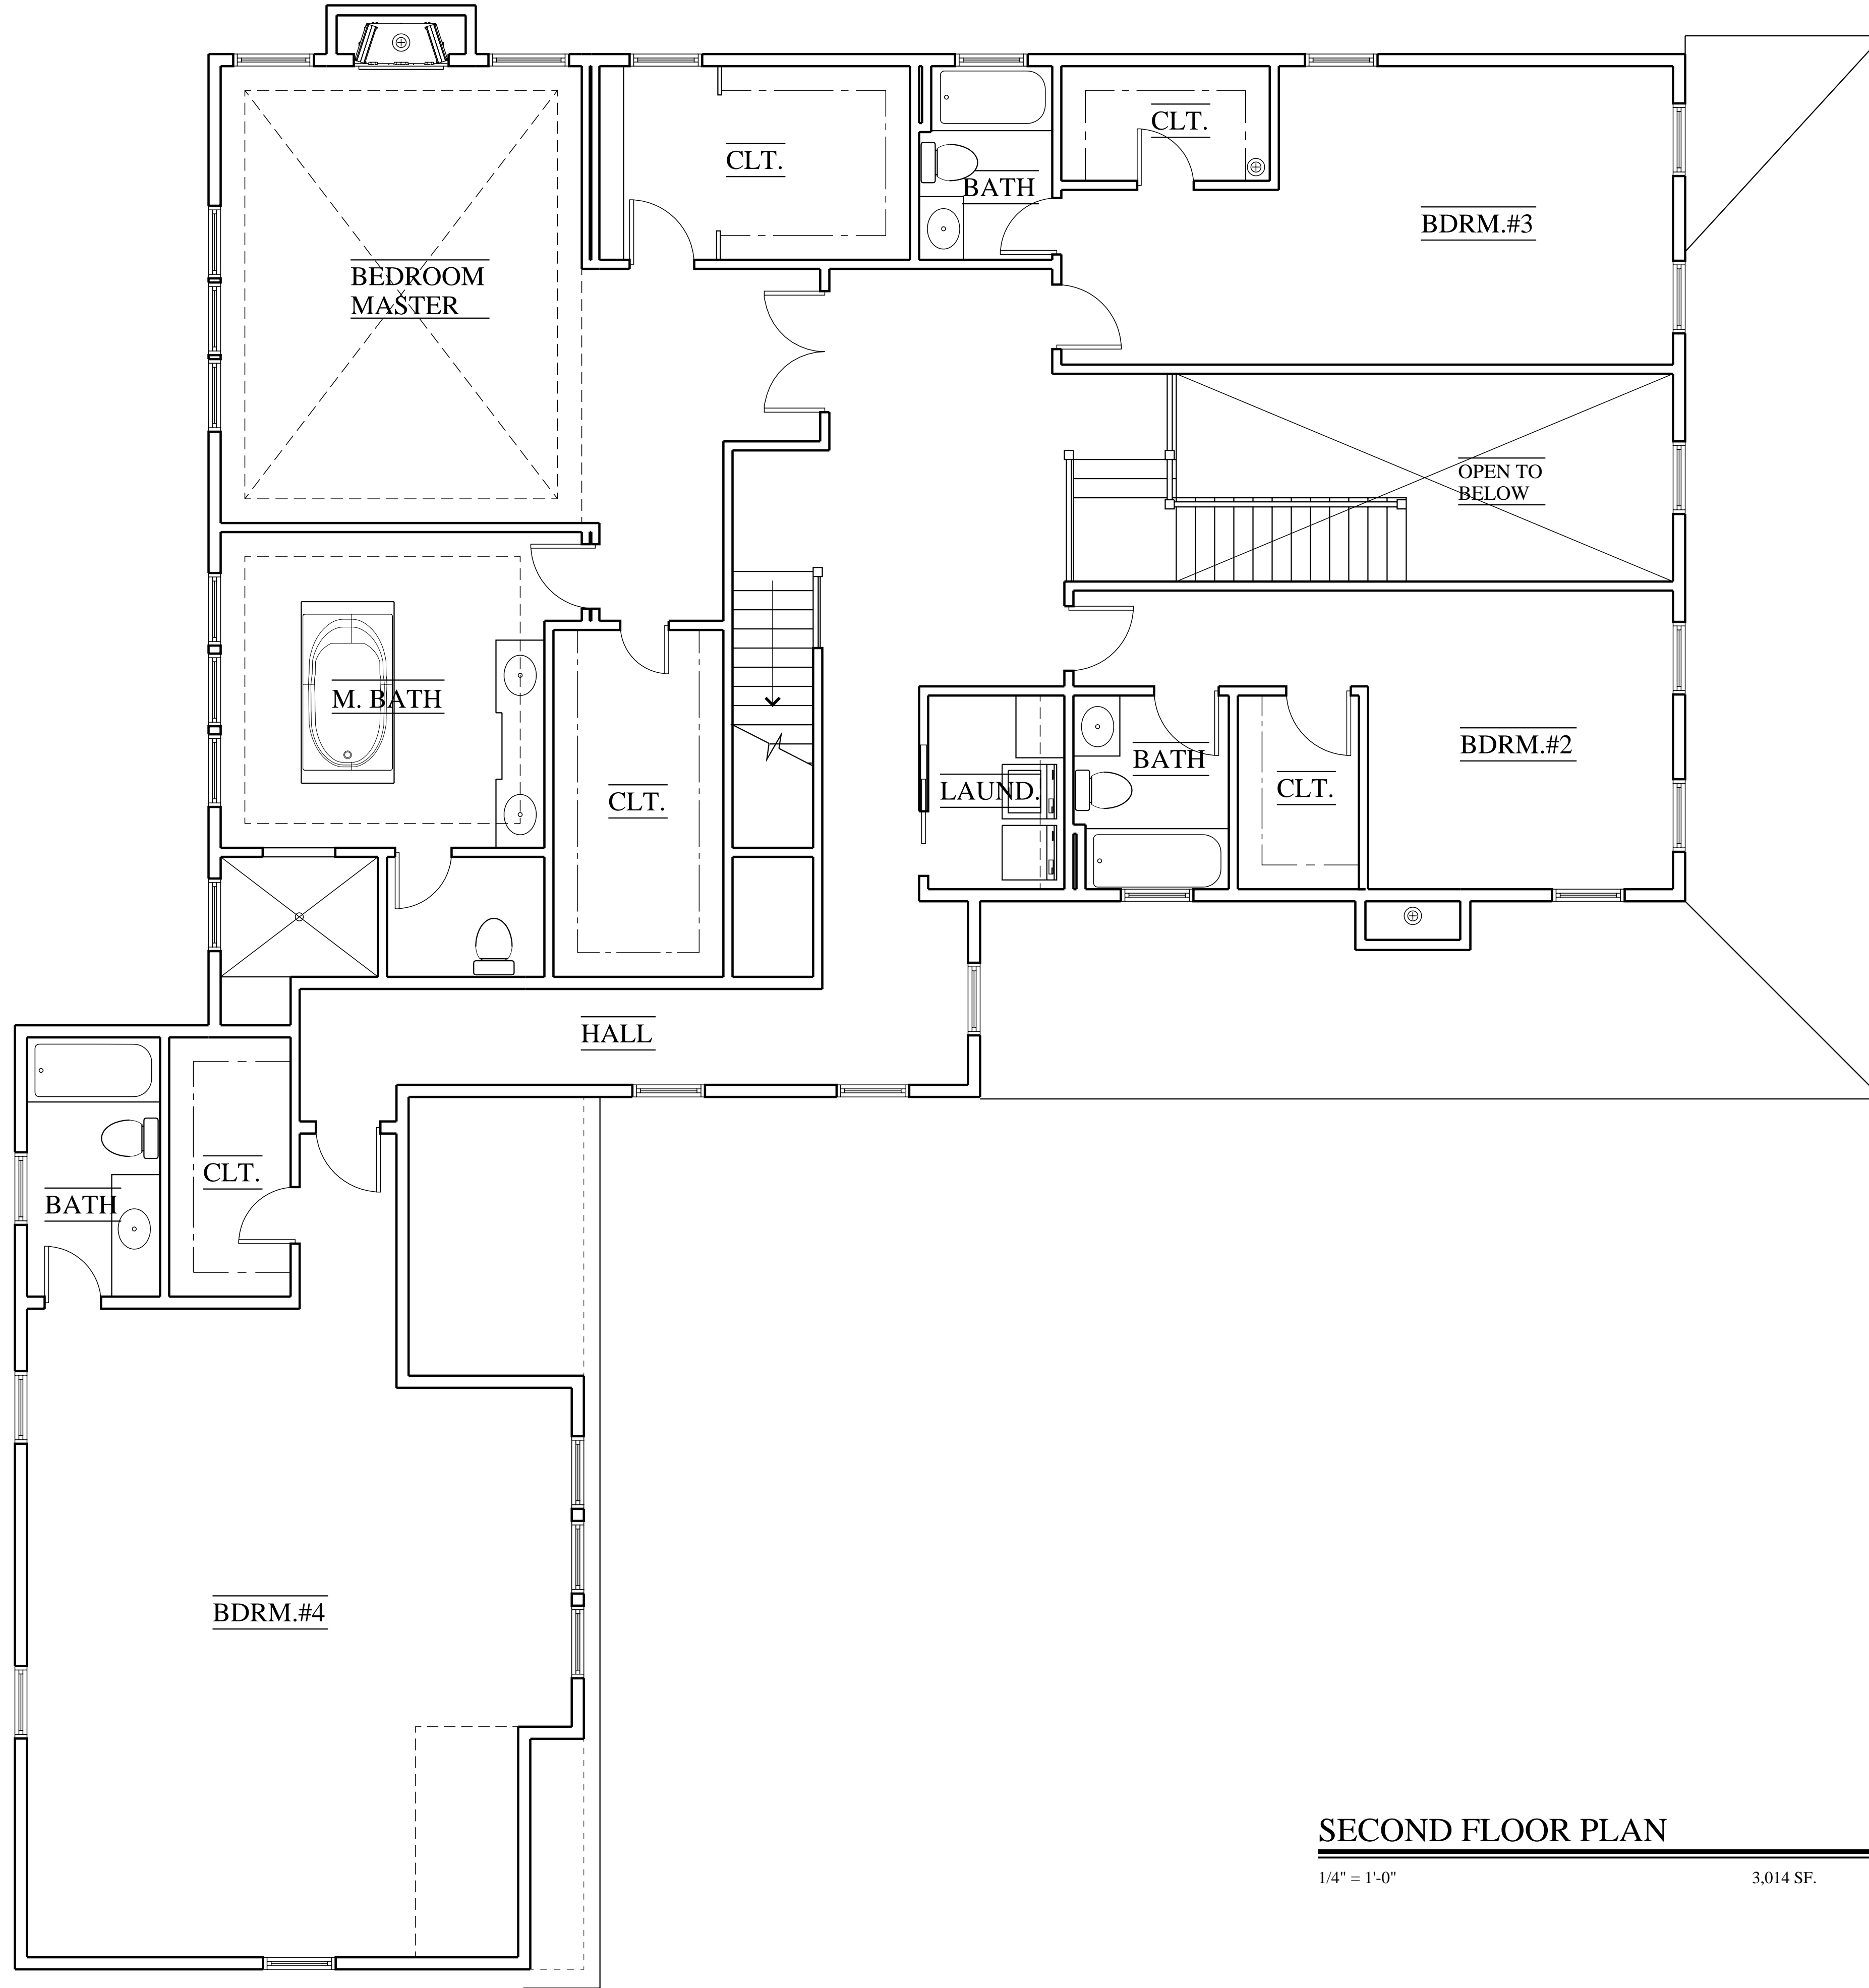 CLT.
CLT.
BATH
BDRM.#3
BEDROOM
MASTER
OPEN TO
BELOW
M. BATH
BDRM.#2
BATH
CLT.
LAUND.
CLT.
HALL
CLT.
BATH
BDRM.#4
SECOND FLOOR PLAN
1/4" = 1'-0" 3,014 SF.